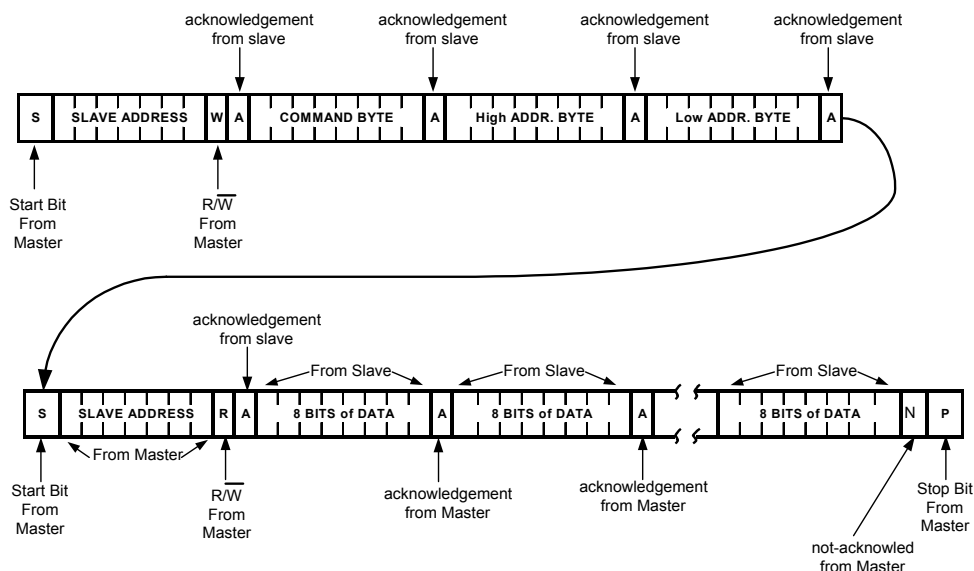 acknowledgement from slave
acknowledgement from slave
acknowledgement from slave
acknowledgement from slave
S SLAVE ADDRESS W A COMMAND BYTE A High ADDR. BYTE A Low ADDR. BYTE A
Start Bit From Master
R/W̅ From Master
acknowledgement from slave
From Slave
From Slave
From Slave
S SLAVE ADDRESS R A 8 BITS of DATA A 8 BITS of DATA A 8 BITS of DATA N P
From Master
Start Bit From Master
R/W̅ From Master
acknowledgement from Master
acknowledgement from Master
not-acknowled from Master
Stop Bit From Master